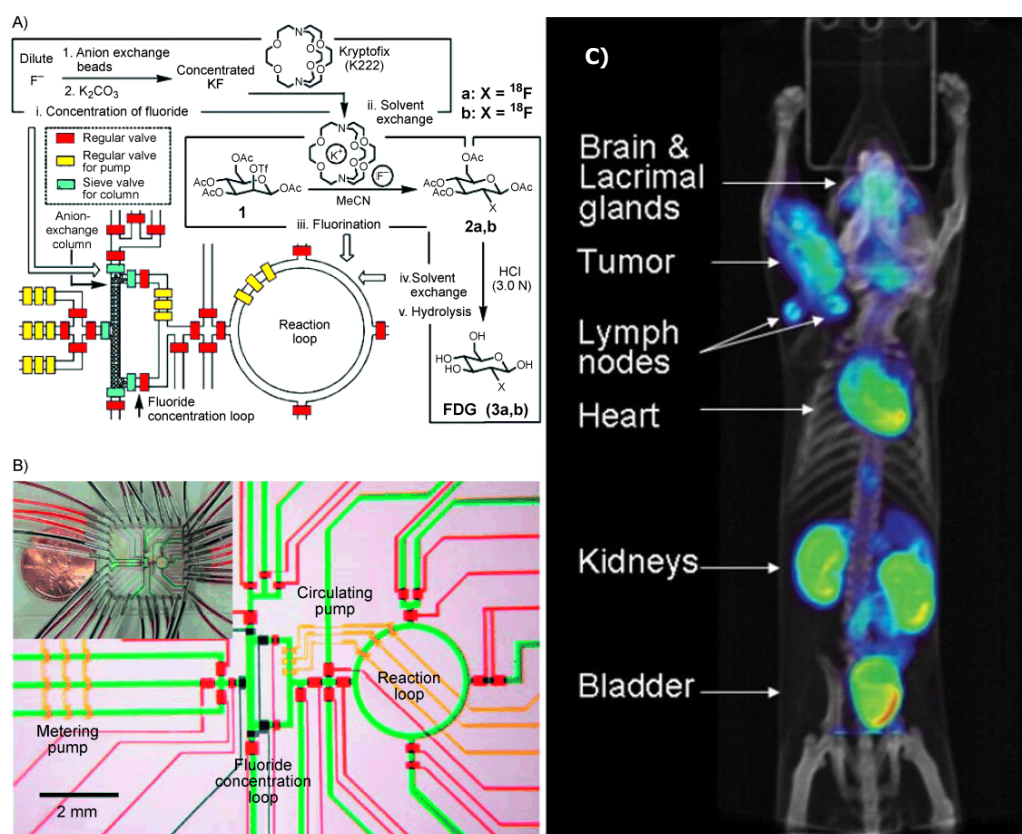 A)
Dilute
F⁻
1. Anion exchange
beads
2. K₂CO₃
Concentrated
KF
N
O
O
O
O
O
O
N
Kryptofix
(K222)
a: X = ¹⁸F
b: X = ¹⁸F
i. Concentration of fluoride
ii. Solvent
exchange
Regular valve
Regular valve
for pump
Sieve valve
for column
Anion-
exchange
column
AcO
OAc
OTf
AcO
AcO
OAc
1
N
O
O
O
O
K⁺
N
F⁻
MeCN
OAc
AcO
AcO
OAc
X
2a,b
iii. Fluorination
iv.Solvent
exchange
v. Hydrolysis
HCl
(3.0 N)
Reaction
loop
OH
HO
HO
OH
X
FDG (3a,b)
Fluoride
concentration loop
B)
Circulating
pump
Reaction
loop
Metering
pump
Fluoride
concentration
loop
2 mm
C)
Brain &
Lacrimal
glands
Tumor
Lymph
nodes
Heart
Kidneys
Bladder